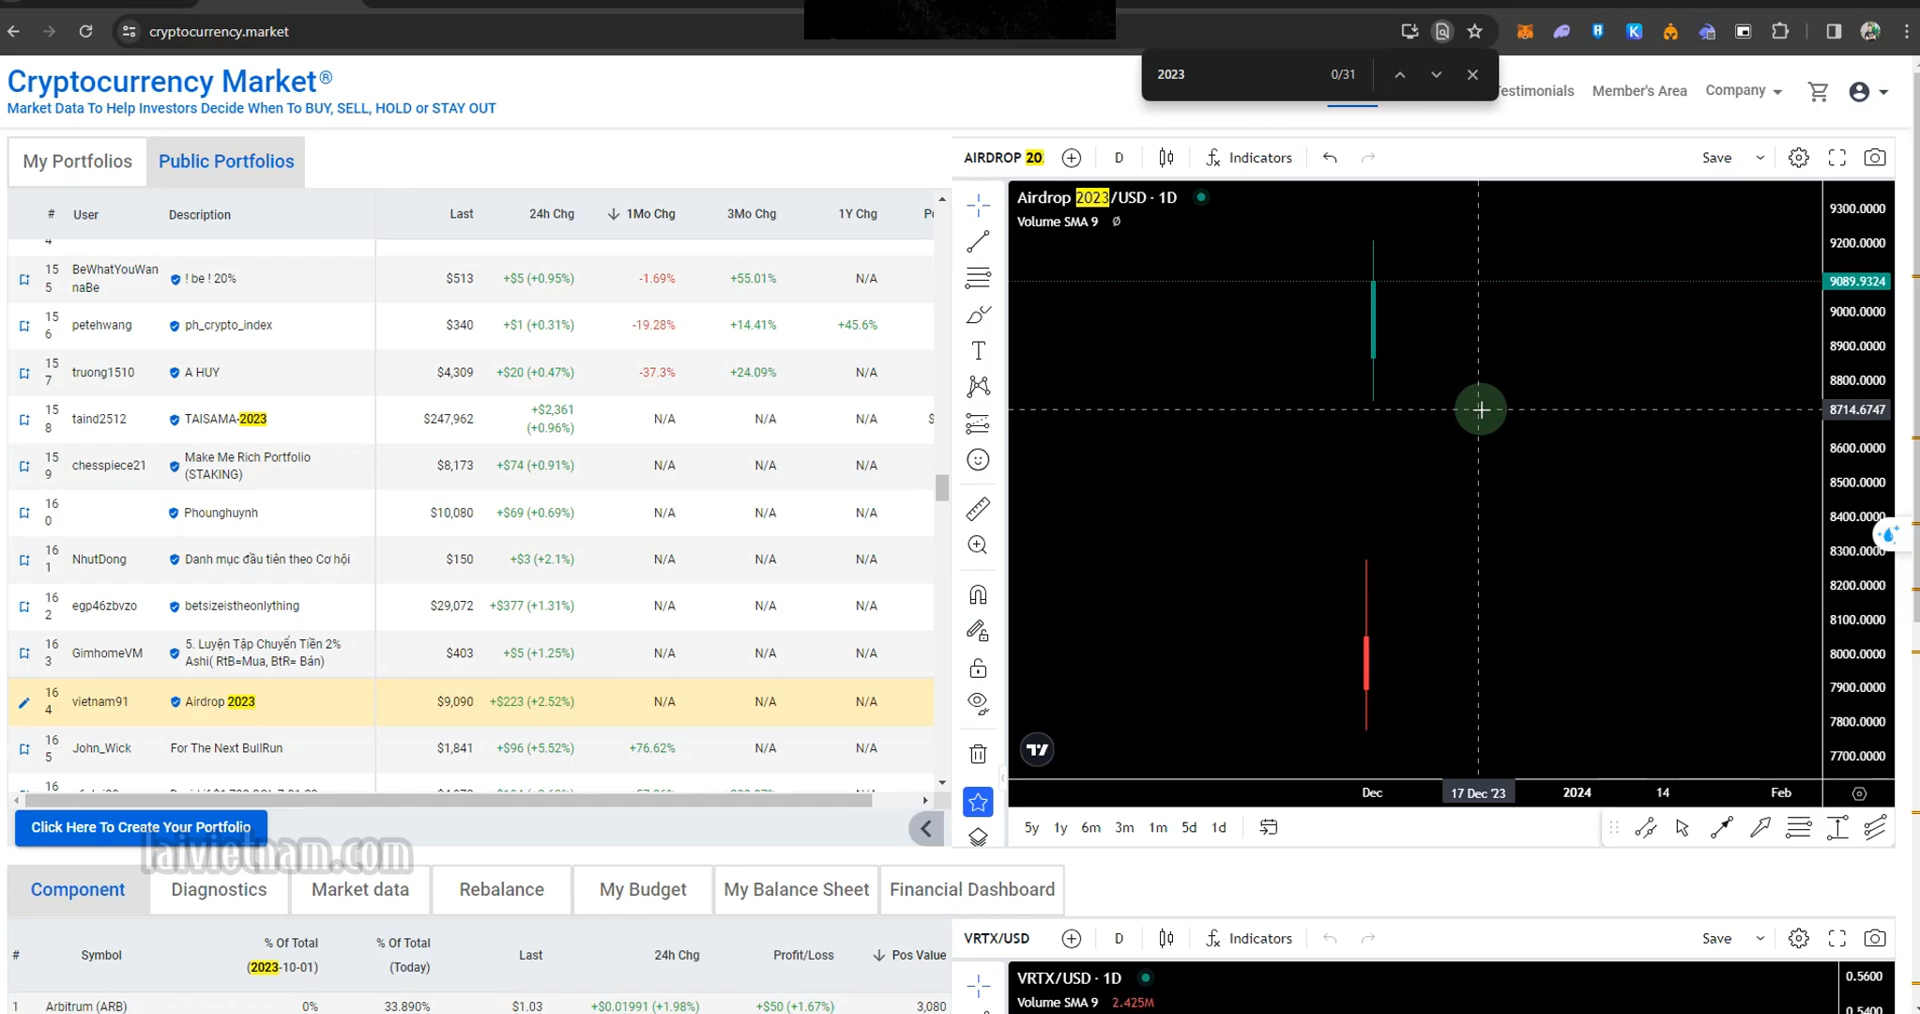 cryptocurrency.market
2023 0/31
Cryptocurrency Market®
Market Data To Help Investors Decide When To BUY, SELL, HOLD or STAY OUT
Testimonials Member's Area Company
My Portfolios Public Portfolios
# User Description Last 24h Chg 1Mo Chg 3Mo Chg 1Y Chg
4
155 BeWhatYouWannaBe ! be ! 20% $513 +$5 (+0.95%) -1.69% +55.01% N/A
156 petehwang ph_crypto_index $340 +$1 (+0.31%) -19.28% +14.41% +45.6%
157 truong1510 A HUY $4,309 +$20 (+0.47%) -37.3% +24.09% N/A
158 taind2512 TAISAMA-2023 $247,962 +$2,361 (+0.96%) N/A N/A N/A $
159 chesspiece21 Make Me Rich Portfolio (STAKING) $8,173 +$74 (+0.91%) N/A N/A N/A
160 Phounghuynh $10,080 +$69 (+0.69%) N/A N/A N/A
161 NhutDong Danh mục đầu tiên theo Cơ hội $150 +$3 (+2.1%) N/A N/A N/A
162 egp46zbvzo betsizeistheonlything $29,072 +$377 (+1.31%) N/A N/A N/A
163 GimhomeVM 5. Luyện Tập Chuyển Tiền 2% Ashi( RtB=Mua, BtR= Bán) $403 +$5 (+1.25%) N/A N/A N/A
164 vietnam91 Airdrop 2023 $9,090 +$223 (+2.52%) N/A N/A N/A
165 John_Wick For The Next BullRun $1,841 +$96 (+5.52%) +76.62% N/A N/A
16
Click Here To Create Your Portfolio
laivietnam.com
AIRDROP 20 D Indicators Save
Airdrop 2023/USD · 1D
Volume SMA 9 Ø
9300.0000
9200.0000
9089.9324
9000.0000
8900.0000
8800.0000
8714.6747
8600.0000
8500.0000
8400.0000
8300.0000
8200.0000
8100.0000
8000.0000
7900.0000
7800.0000
7700.0000
Dec 17 Dec '23 2024 14 Feb
5y 1y 6m 3m 1m 5d 1d
Component Diagnostics Market data Rebalance My Budget My Balance Sheet Financial Dashboard
# Symbol % Of Total (2023-10-01) % Of Total (Today) Last 24h Chg Profit/Loss Pos Value
1 Arbitrum (ARB) 0% 33.890% $1.03 +$0.01991 (+1.98%) +$50 (+1.67%) 3,080
VRTX/USD D Indicators Save
VRTX/USD · 1D
Volume SMA 9 2.425M
0.5600
0.5400